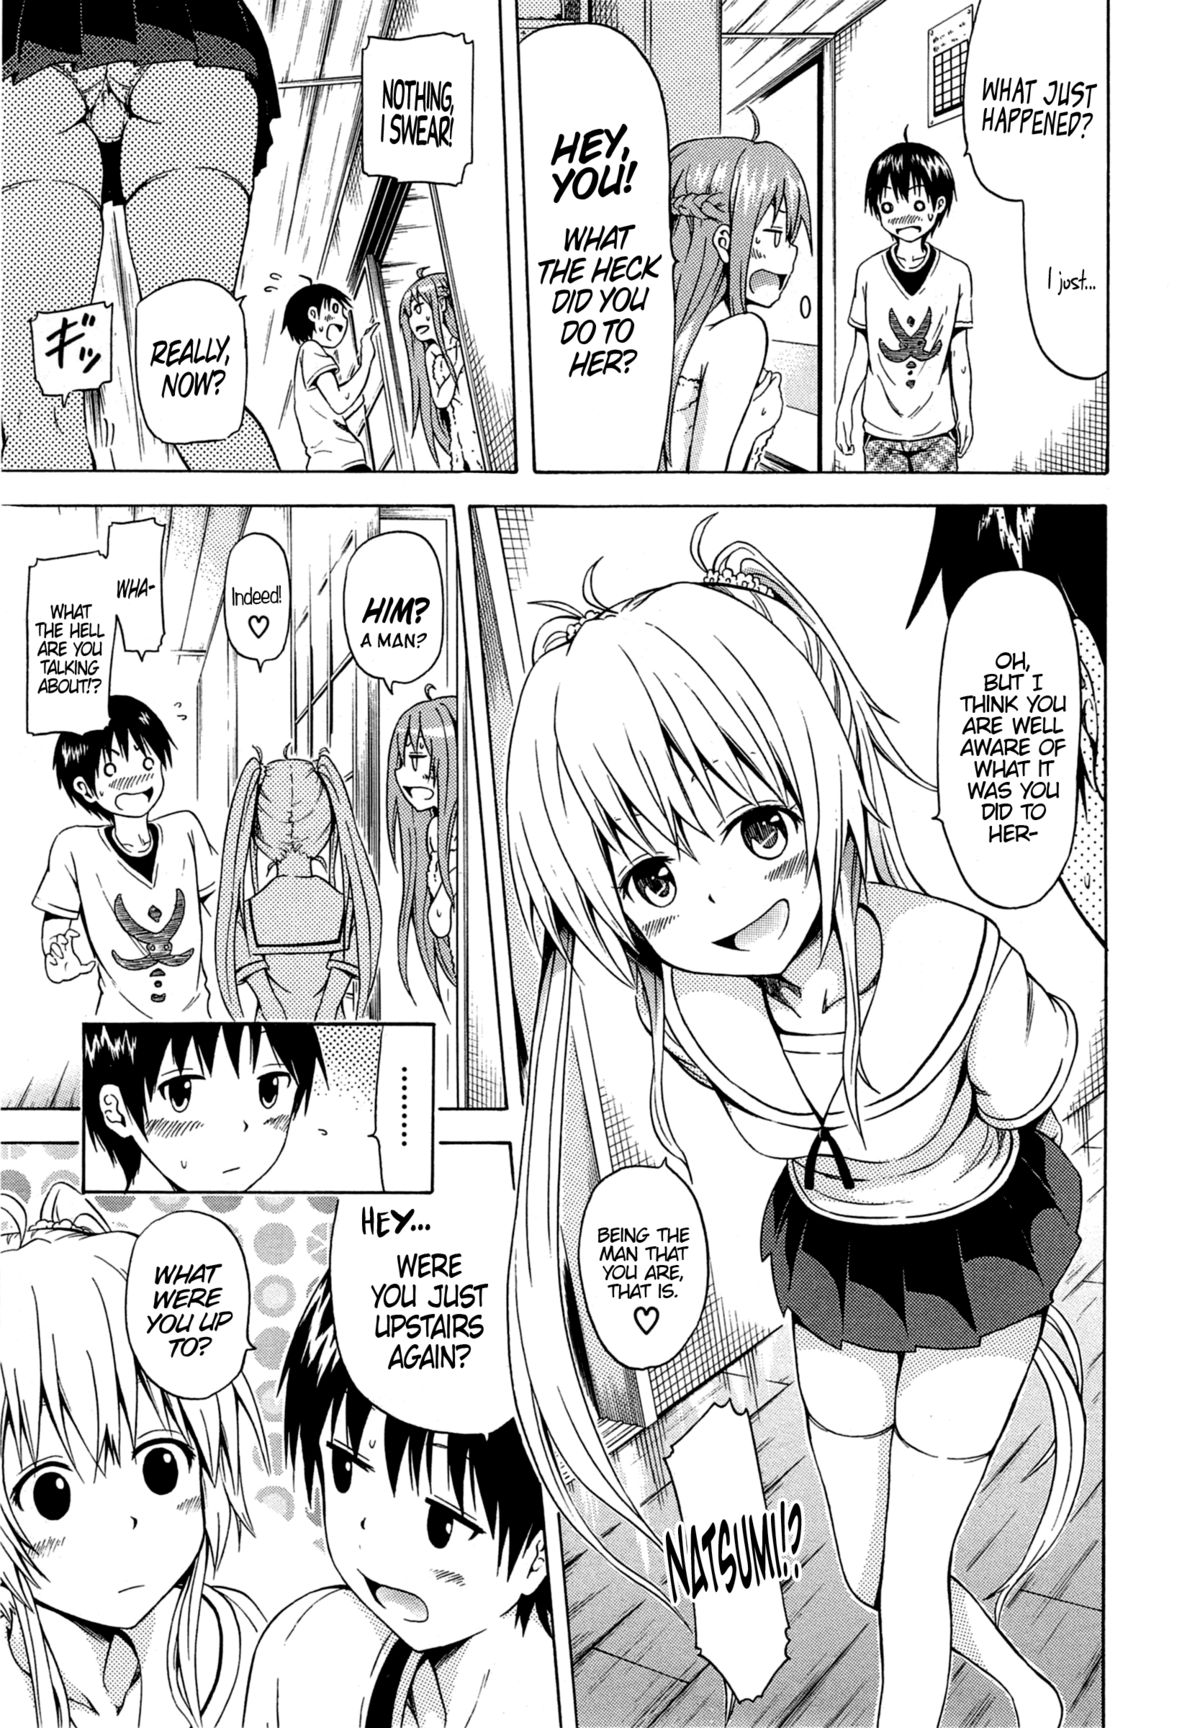 WHAT JUST
HAPPENED?
I just...
HEY,
YOU!
WHAT
THE HECK
DID YOU
DO TO
HER?
NOTHING,
I SWEAR!
REALLY,
NOW?
ギッ
OH,
BUT I
THINK YOU
ARE WELL
AWARE OF
WHAT IT
WAS YOU
DID TO
HER-
BEING THE
MAN THAT
YOU ARE,
THAT IS.
♡
NATSUMI!?
HIM?
A MAN?
Indeed!
♡
WHA-
WHAT
THE HELL
ARE YOU
TALKING
ABOUT!?
.........
HEY...
WERE
YOU JUST
UPSTAIRS
AGAIN?
WHAT
WERE
YOU UP
TO?